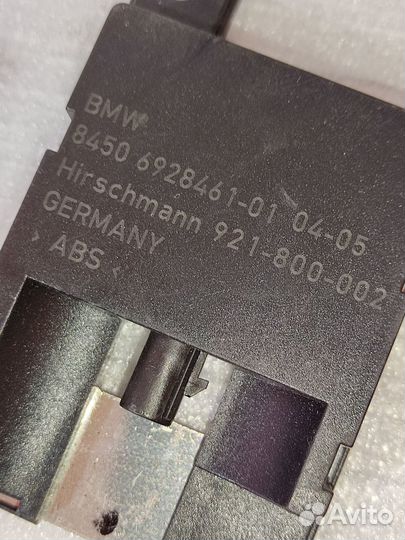 BMW
8450 6928461-01 04-05
Hirschmann 921-800-002
GERMANY
> ABS <
Avito